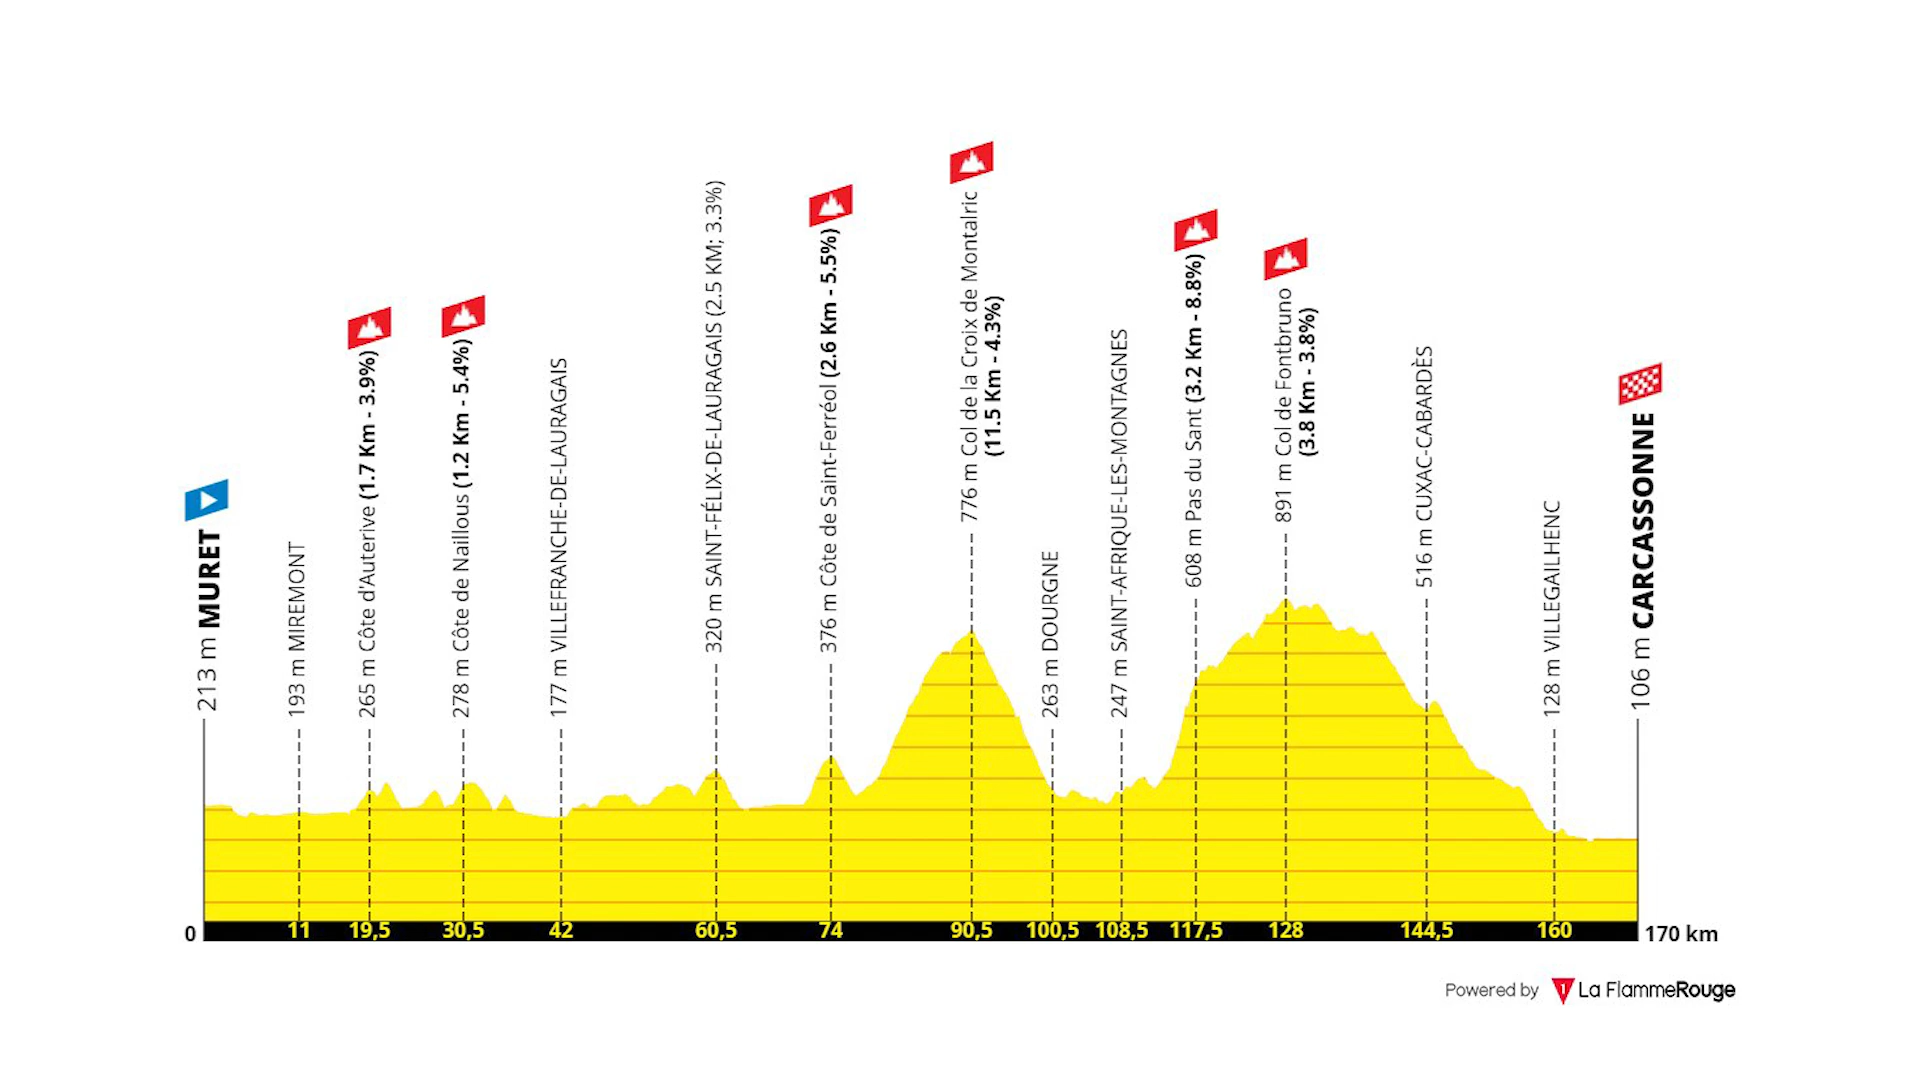 213 m MURET
193 m MIREMONT
265 m Côte d'Auterive (1.7 Km - 3.9%)
278 m Côte de Naillous (1.2 Km - 5.4%)
177 m VILLEFRANCHE-DE-LAURAGAIS
320 m SAINT-FÉLIX-DE-LAURAGAIS (2.5 KM; 3.3%)
376 m Côte de Saint-Ferréol (2.6 Km - 5.5%)
776 m Col de la Croix de Montalric
(11.5 Km - 4.3%)
263 m DOURGNE
247 m SAINT-AFRIQUE-LES-MONTAGNES
608 m Pas du Sant (3.2 Km - 8.8%)
891 m Col de Fontbruno
(3.8 Km - 3.8%)
516 m CUXAC-CABARDÈS
128 m VILLEGAILHENC
106 m CARCASSONNE
0 11 19,5 30,5 42 60,5 74 90,5 100,5 108,5 117,5 128 144,5 160 170 km
Powered by 1 La FlammeRouge